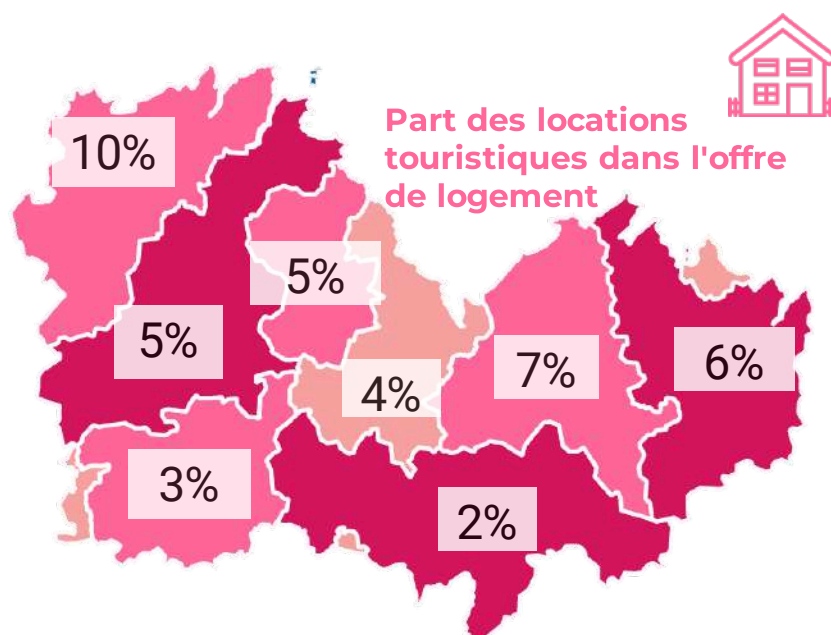 Part des locations
touristiques dans l'offre
de logement
10%
5%
5%
4%
7%
6%
3%
2%